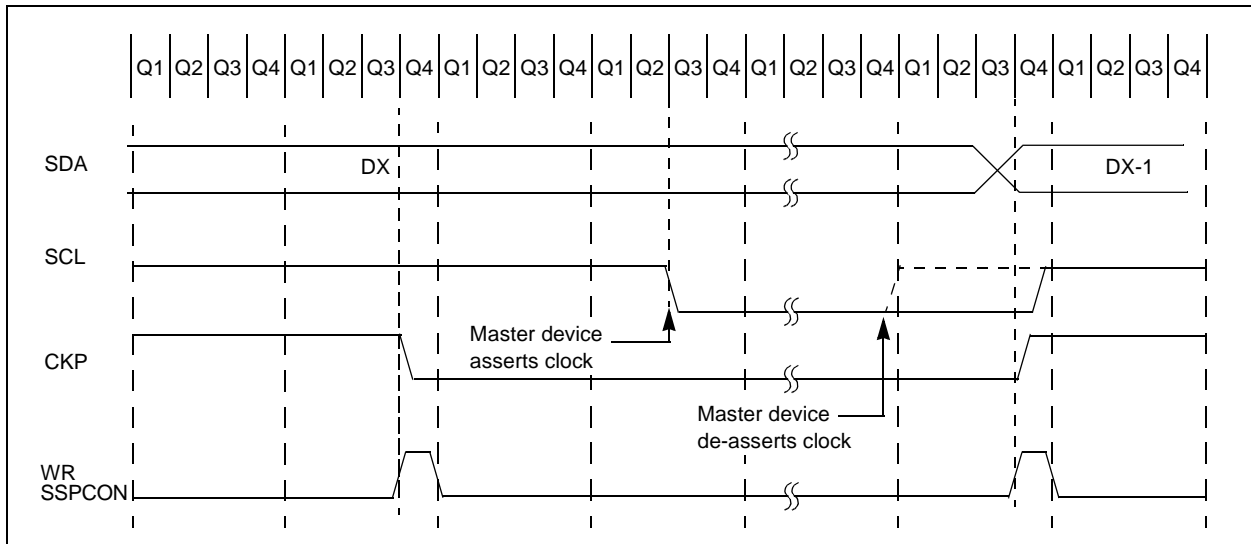 Q1 Q2 Q3 Q4 Q1 Q2 Q3 Q4 Q1 Q2 Q3 Q4 Q1 Q2 Q3 Q4 Q1 Q2 Q3 Q4 Q1 Q2 Q3 Q4 Q1 Q2 Q3 Q4
SDA
DX
DX-1
SCL
Master device
asserts clock
CKP
Master device
de-asserts clock
WR
SSPCON